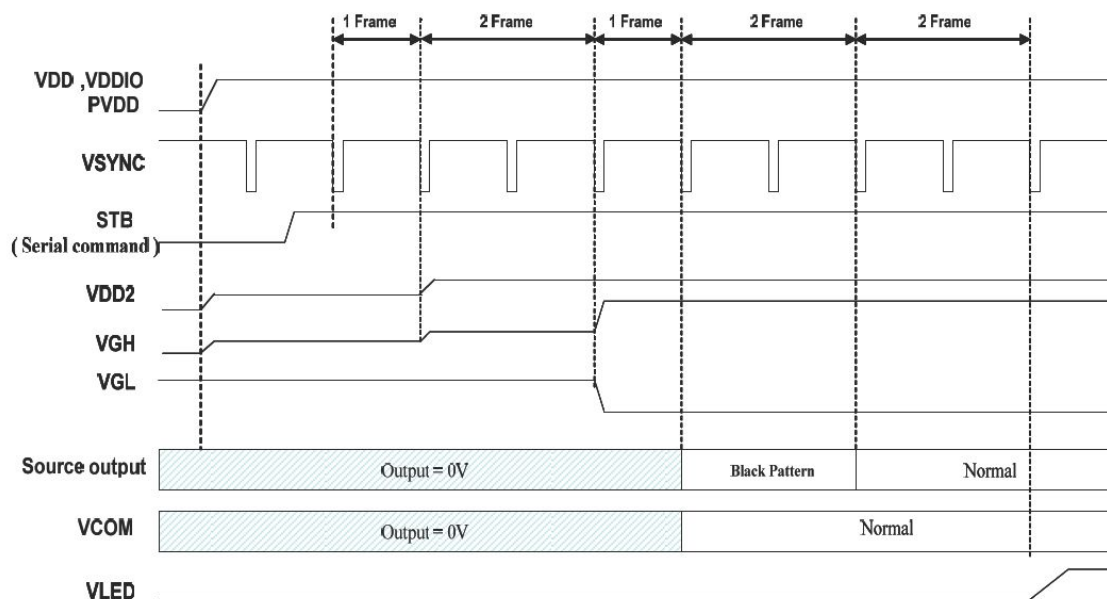 1 Frame 2 Frame 1 Frame 2 Frame 2 Frame
VDD ,VDDIO
PVDD
VSYNC
STB
( Serial command )
VDD2
VGH
VGL
Source output Output = 0V Black Pattern Normal
VCOM Output = 0V Normal
VLED